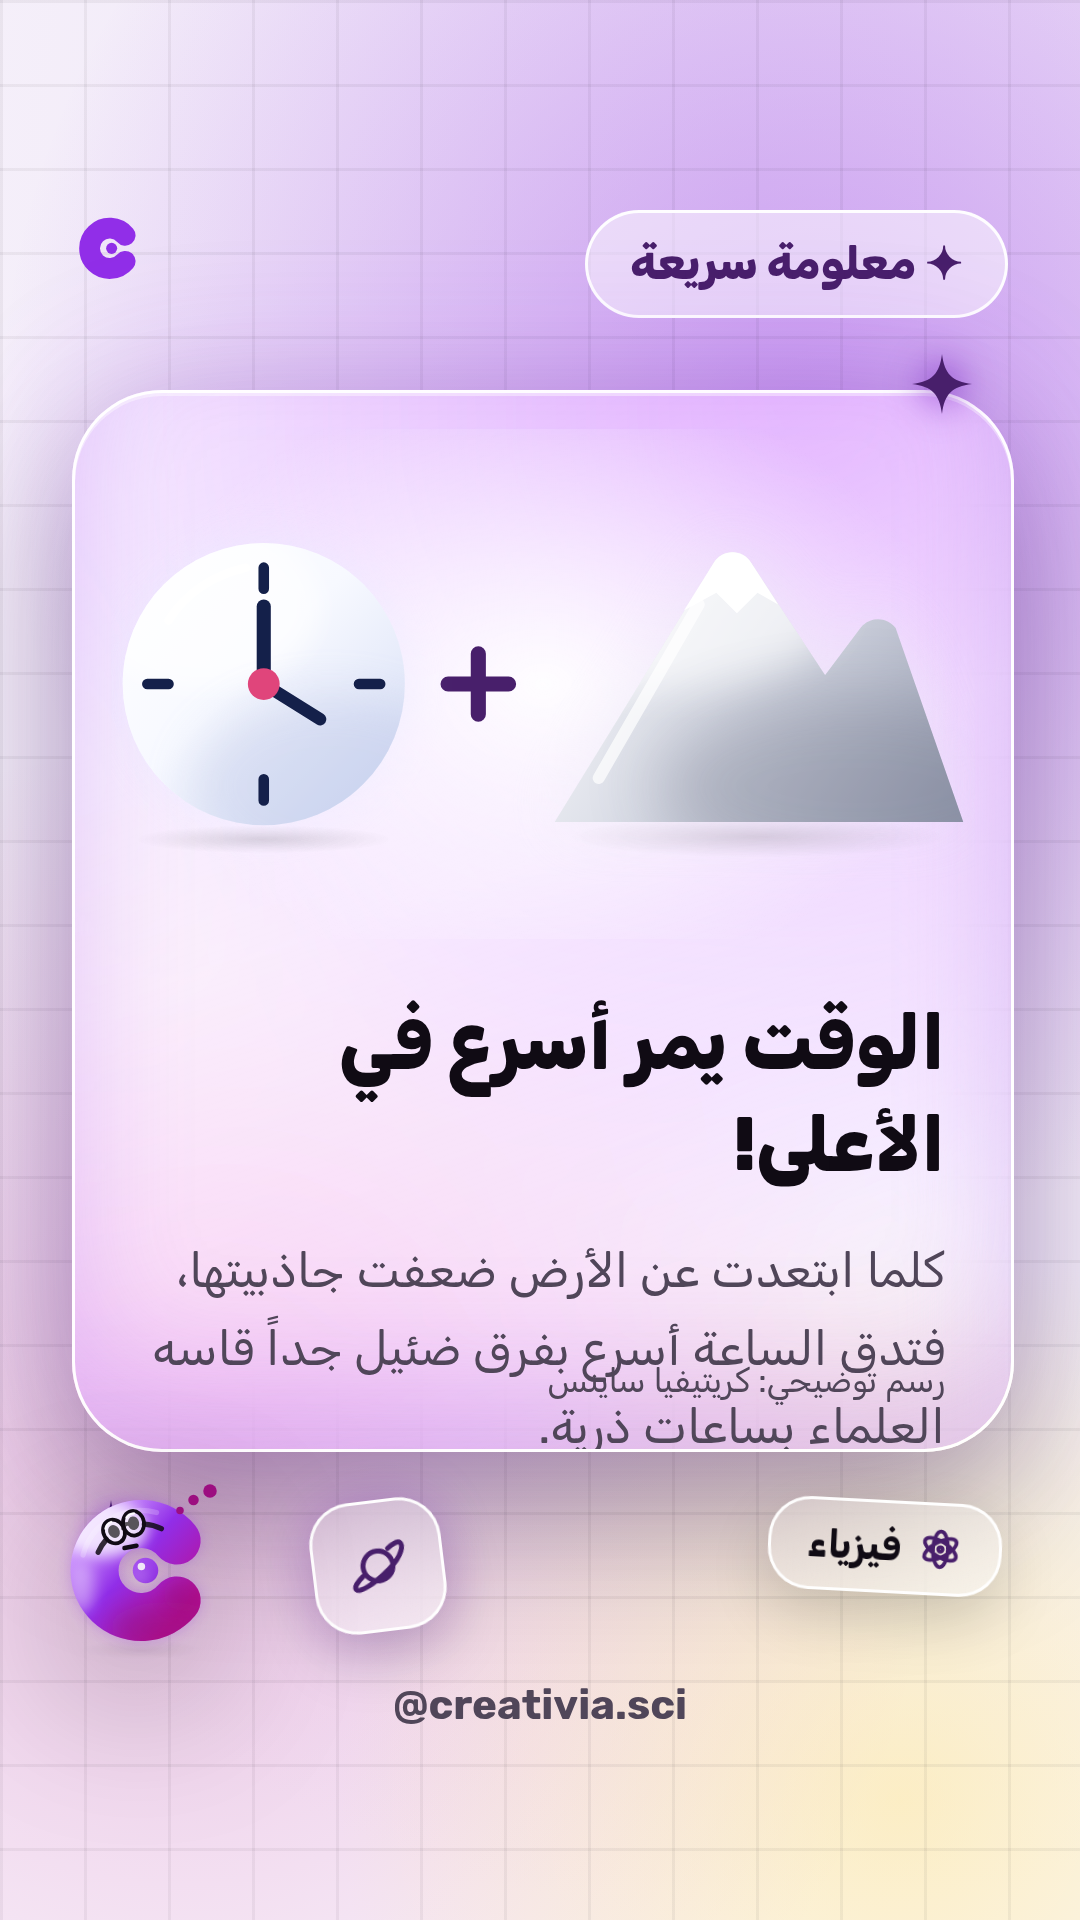 معلومة سريعة
الوقت يمر أسرع في
الأعلى!
كلما ابتعدت عن الأرض ضعفت جاذبيتها،
فتدق الساعة أسرع بفرق ضئيل جداً قاسه
رسم توضيحي: كريتيفيا ساينس
العلماء بساعات ذرية.
فيزياء
@creativia.sci